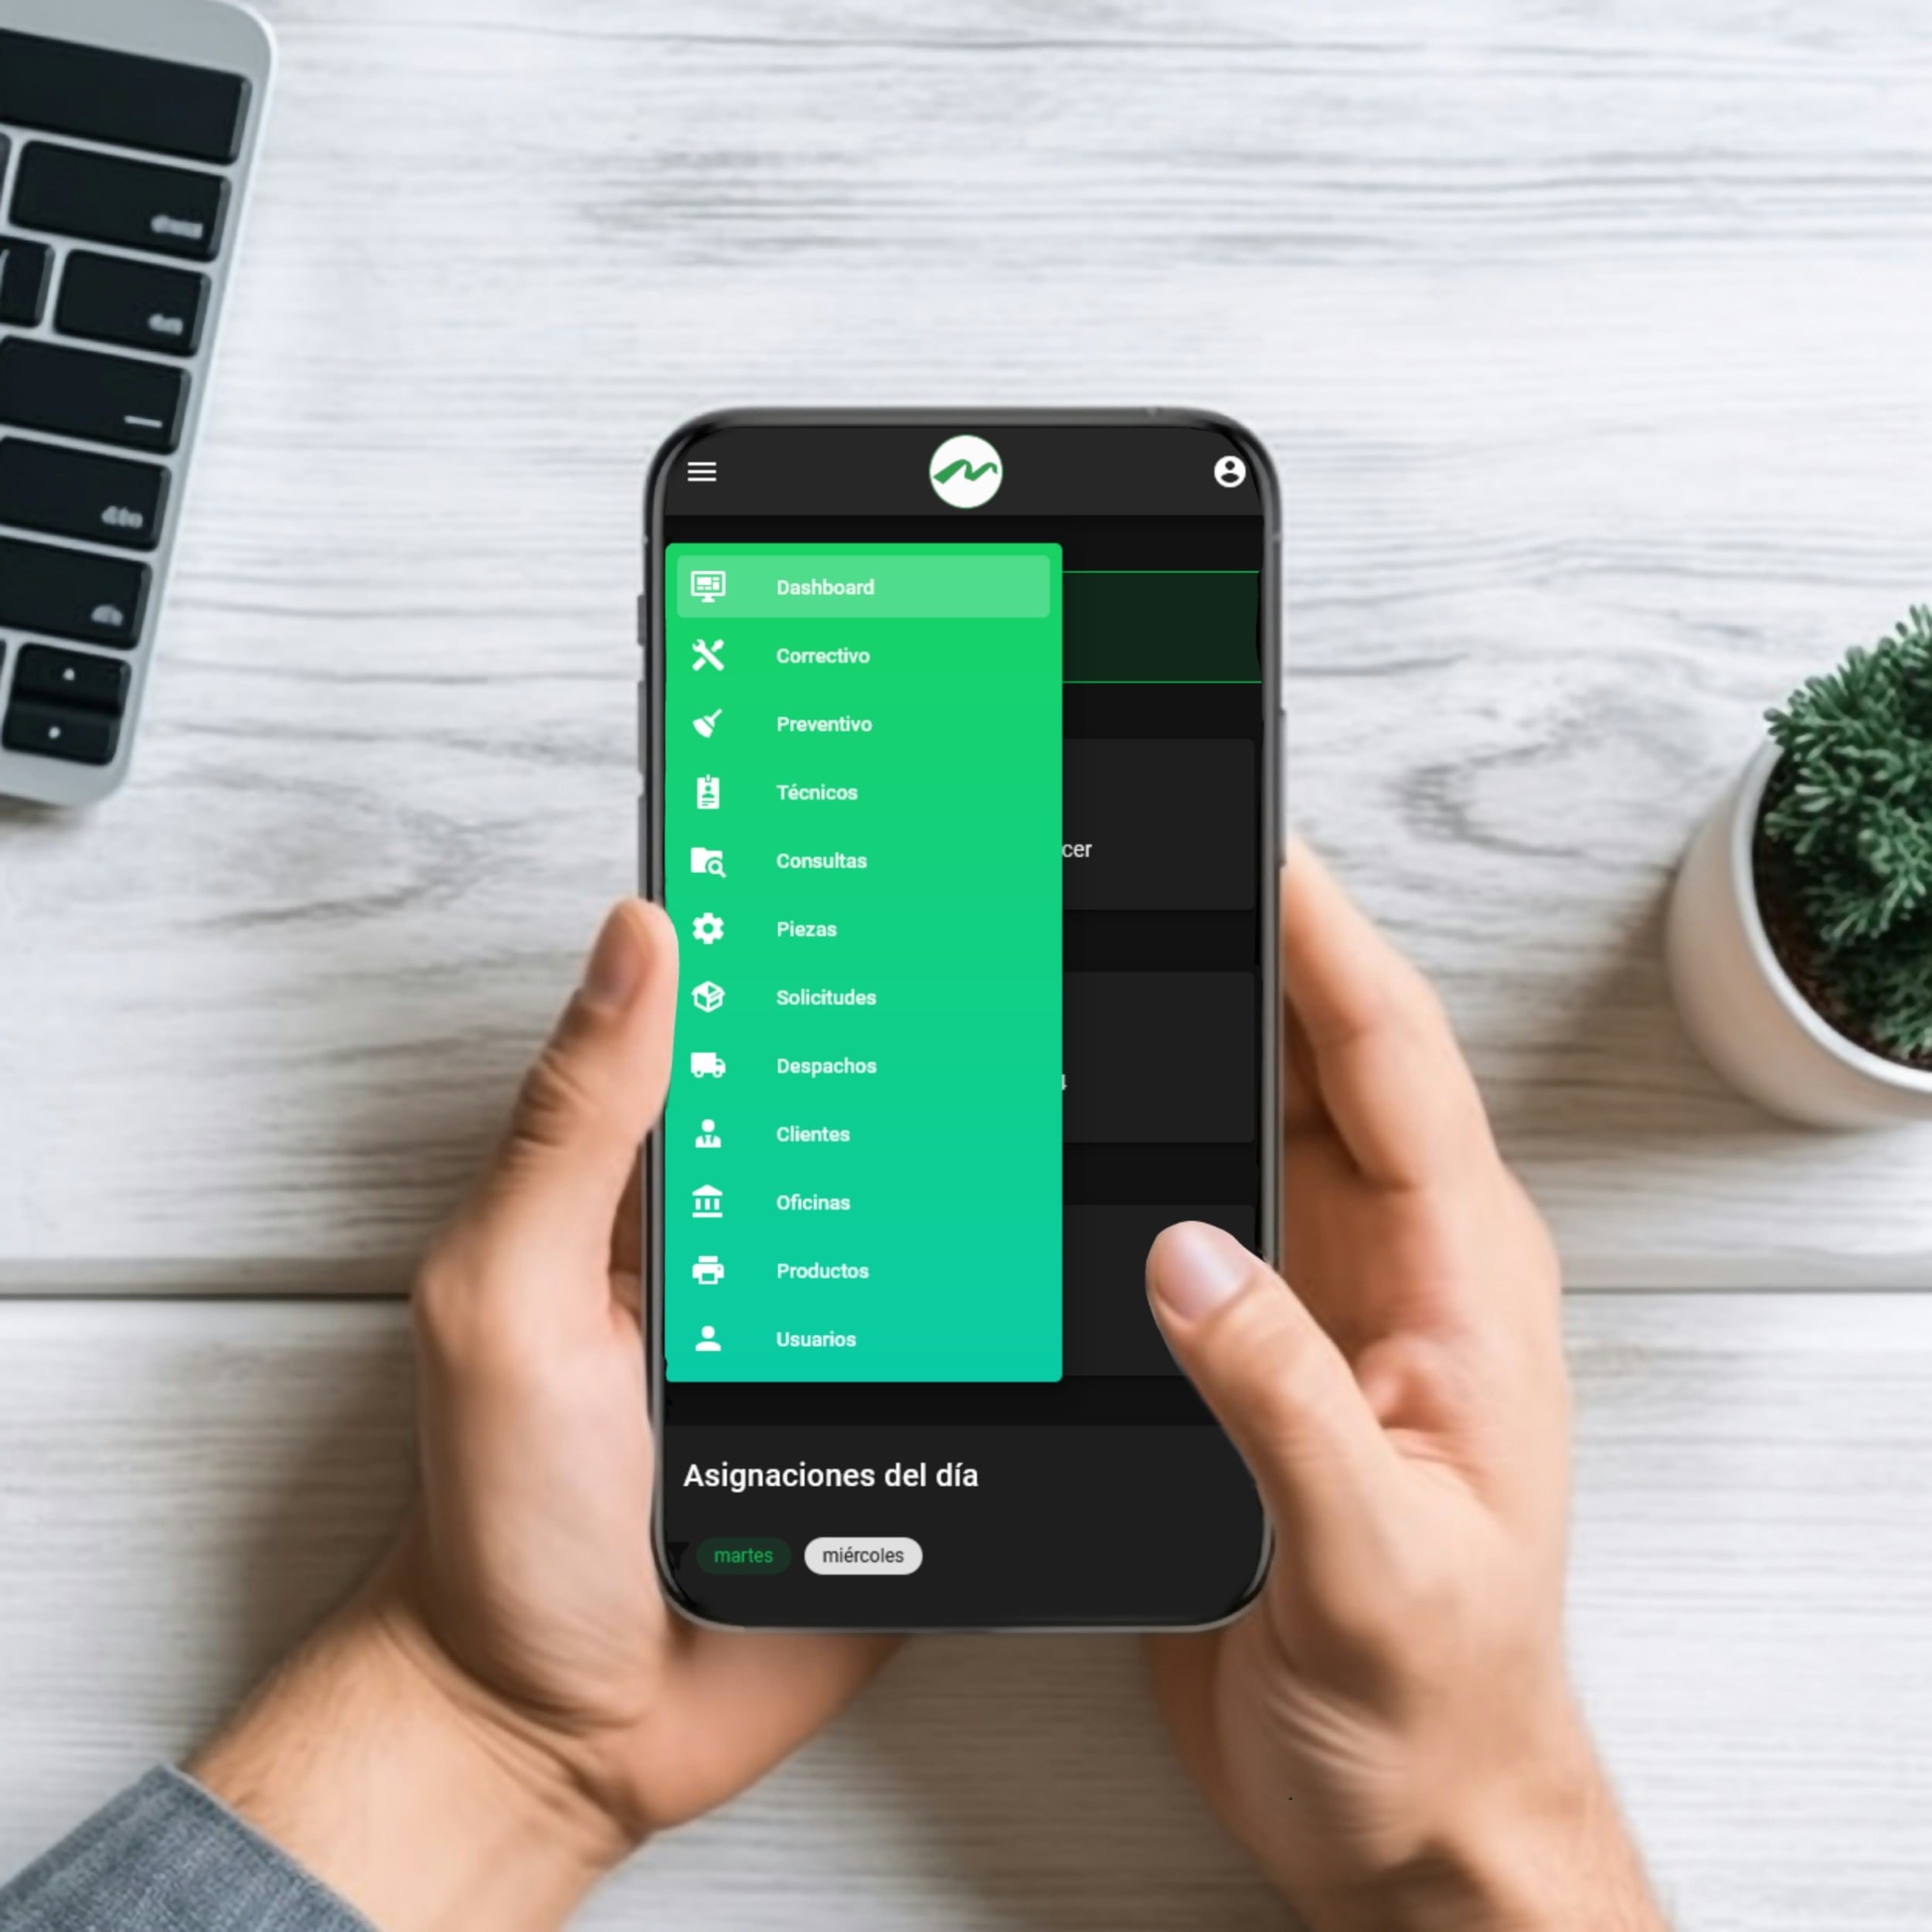 Dashboard
Correctivo
Preventivo
Técnicos
cer
Consultas
Piezas
Solicitudes
Despachos
Clientes
Oficinas
Productos
Usuarios
Asignaciones del día
martes
miércoles